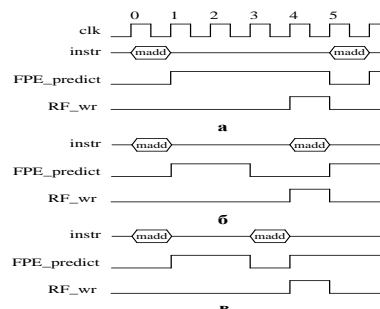 0 1 2 3 4 5
clk
instr madd madd
FPE_predict
RF_wr
а
instr madd madd
FPE_predict
RF_wr
б
instr madd madd
FPE_predict
RF_wr
в